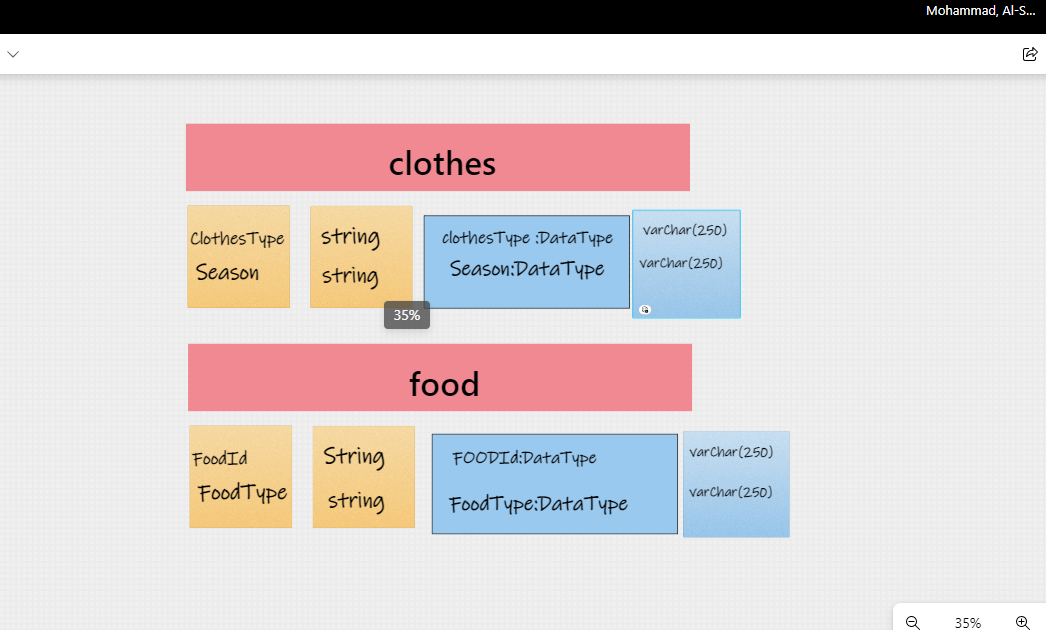 Mohammad, Al-S...
clothes
ClothesType
Season
string
string
clothesType :DataType
Season:DataType
varChar(250)
varChar(250)
35%
food
FoodId
FoodType
String
string
FOODId:DataType
FoodType:DataType
varChar(250)
varChar(250)
35%